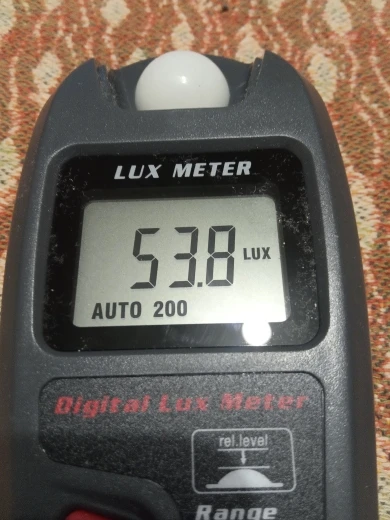 LUX METER
53.8 LUX
AUTO 200
Digital Lux Meter
rel.level
Range